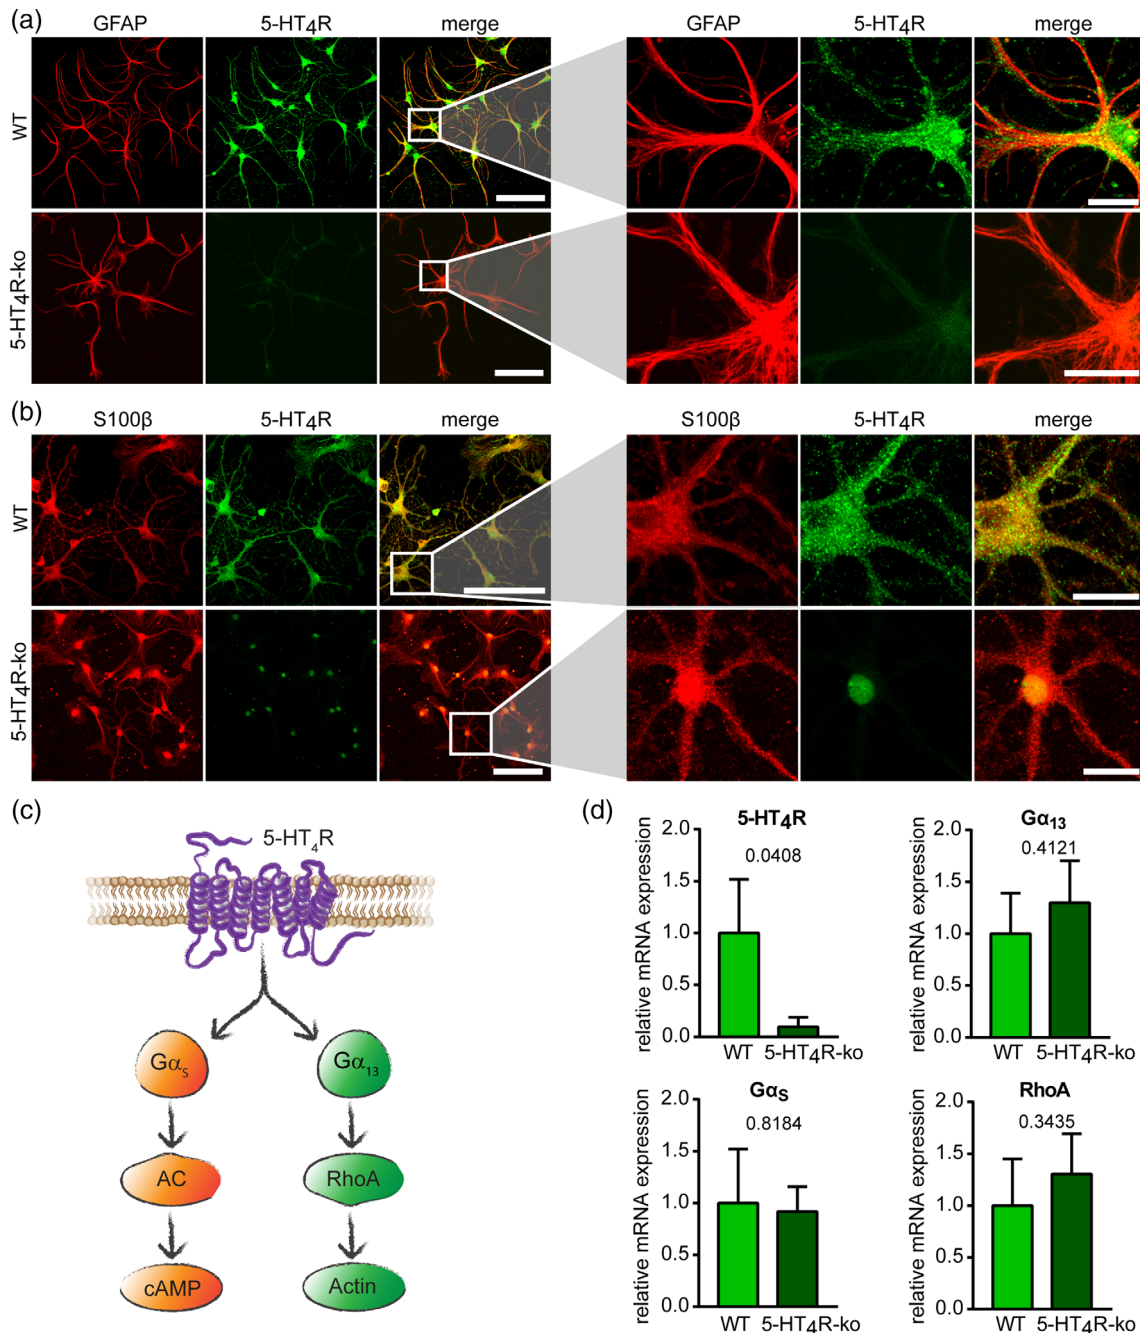 (a)
GFAP 5-HT4R merge GFAP 5-HT4R merge
WT
5-HT4R-ko
(b)
S100β 5-HT4R merge S100β 5-HT4R merge
WT
5-HT4R-ko
(c)
5-HT4R
Gαs Gα13
AC RhoA
cAMP Actin
(d)
5-HT4R
0.0408
relative mRNA expression
2.0
1.5
1.0
0.5
0.0
WT 5-HT4R-ko
Gα13
0.4121
relative mRNA expression
2.0
1.5
1.0
0.5
0.0
WT 5-HT4R-ko
GαS
0.8184
relative mRNA expression
2.0
1.5
1.0
0.5
0.0
WT 5-HT4R-ko
RhoA
0.3435
relative mRNA expression
2.0
1.5
1.0
0.5
0.0
WT 5-HT4R-ko